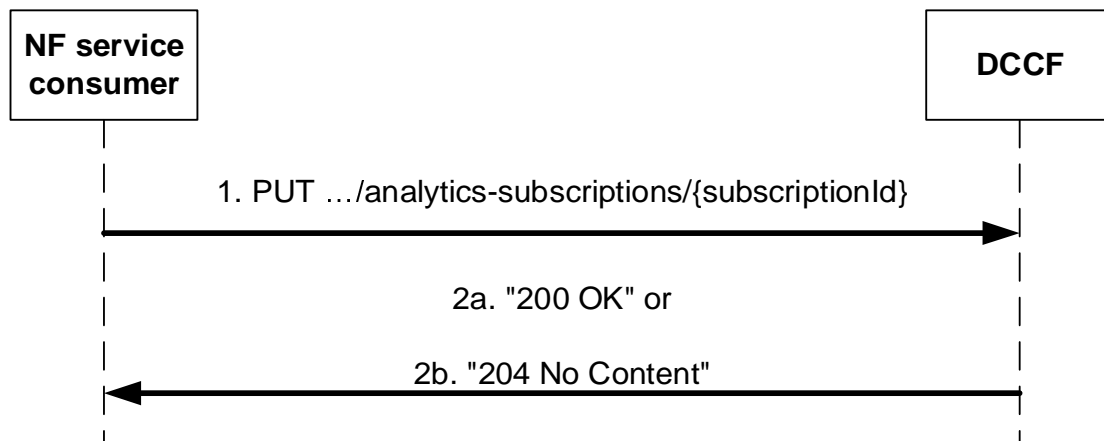 NF service
consumer
DCCF
1. PUT …/analytics-subscriptions/{subscriptionId}
2a. "200 OK" or
2b. "204 No Content"